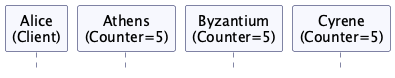 Alice
(Client)
Athens
(Counter=5)
Byzantium
(Counter=5)
Cyrene
(Counter=5)